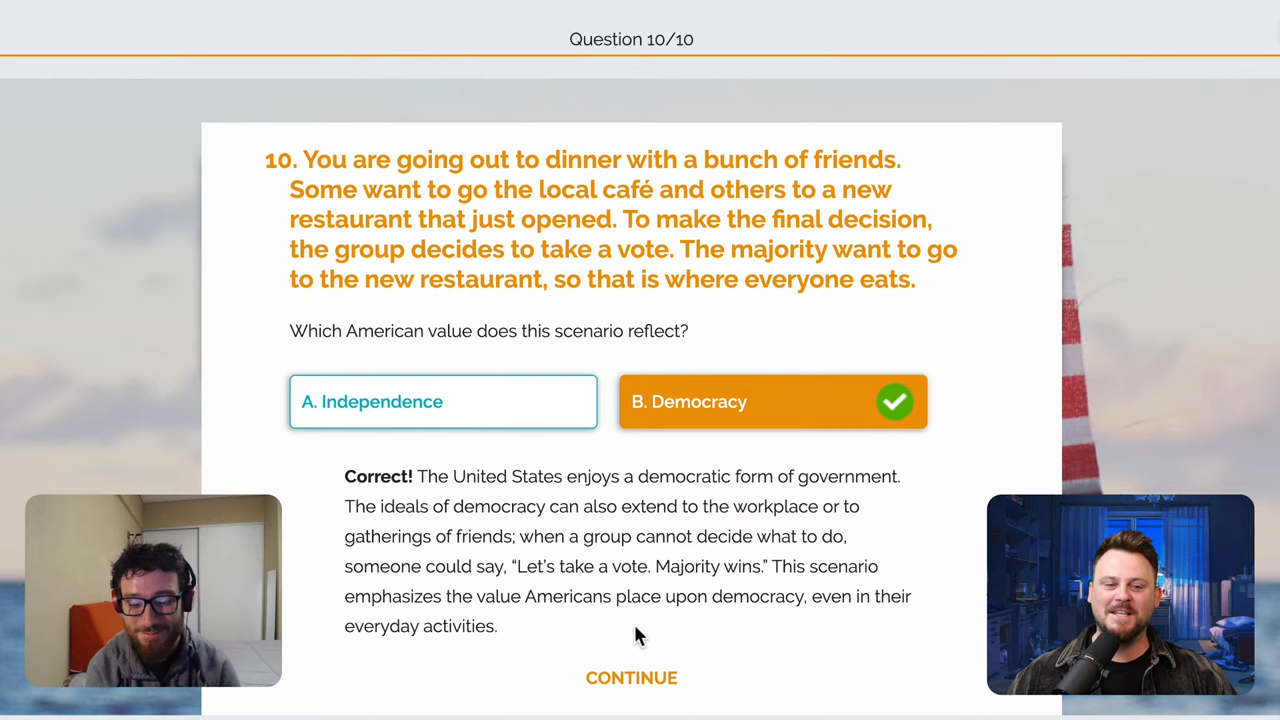 Question 10/10
10. You are going out to dinner with a bunch of friends.
Some want to go the local café and others to a new
restaurant that just opened. To make the final decision,
the group decides to take a vote. The majority want to go
to the new restaurant, so that is where everyone eats.
Which American value does this scenario reflect?
A. Independence
B. Democracy
Correct! The United States enjoys a democratic form of government.
The ideals of democracy can also extend to the workplace or to
gatherings of friends; when a group cannot decide what to do,
someone could say, “Let’s take a vote. Majority wins.” This scenario
emphasizes the value Americans place upon democracy, even in their
everyday activities.
CONTINUE